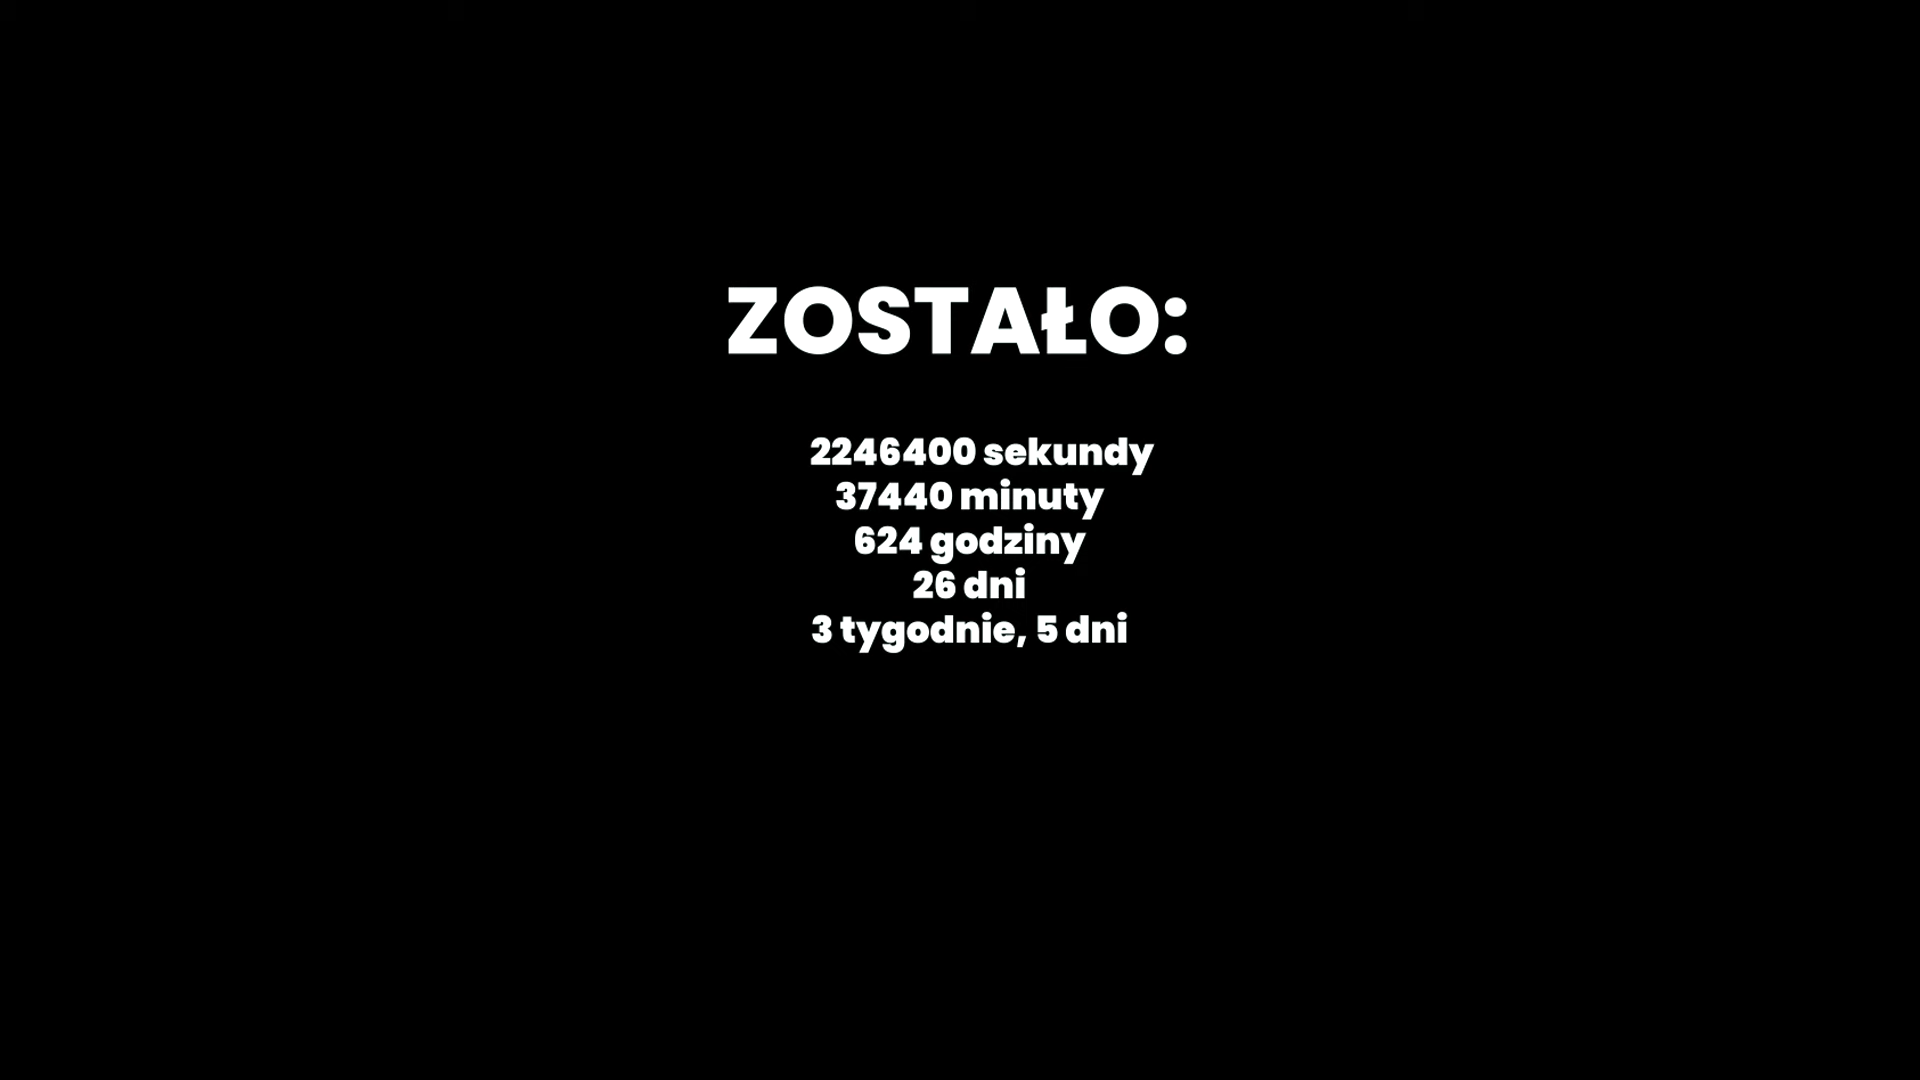 ZOSTAŁO:
2246400 sekundy
37440 minuty
624 godziny
26 dni
3 tygodnie, 5 dni